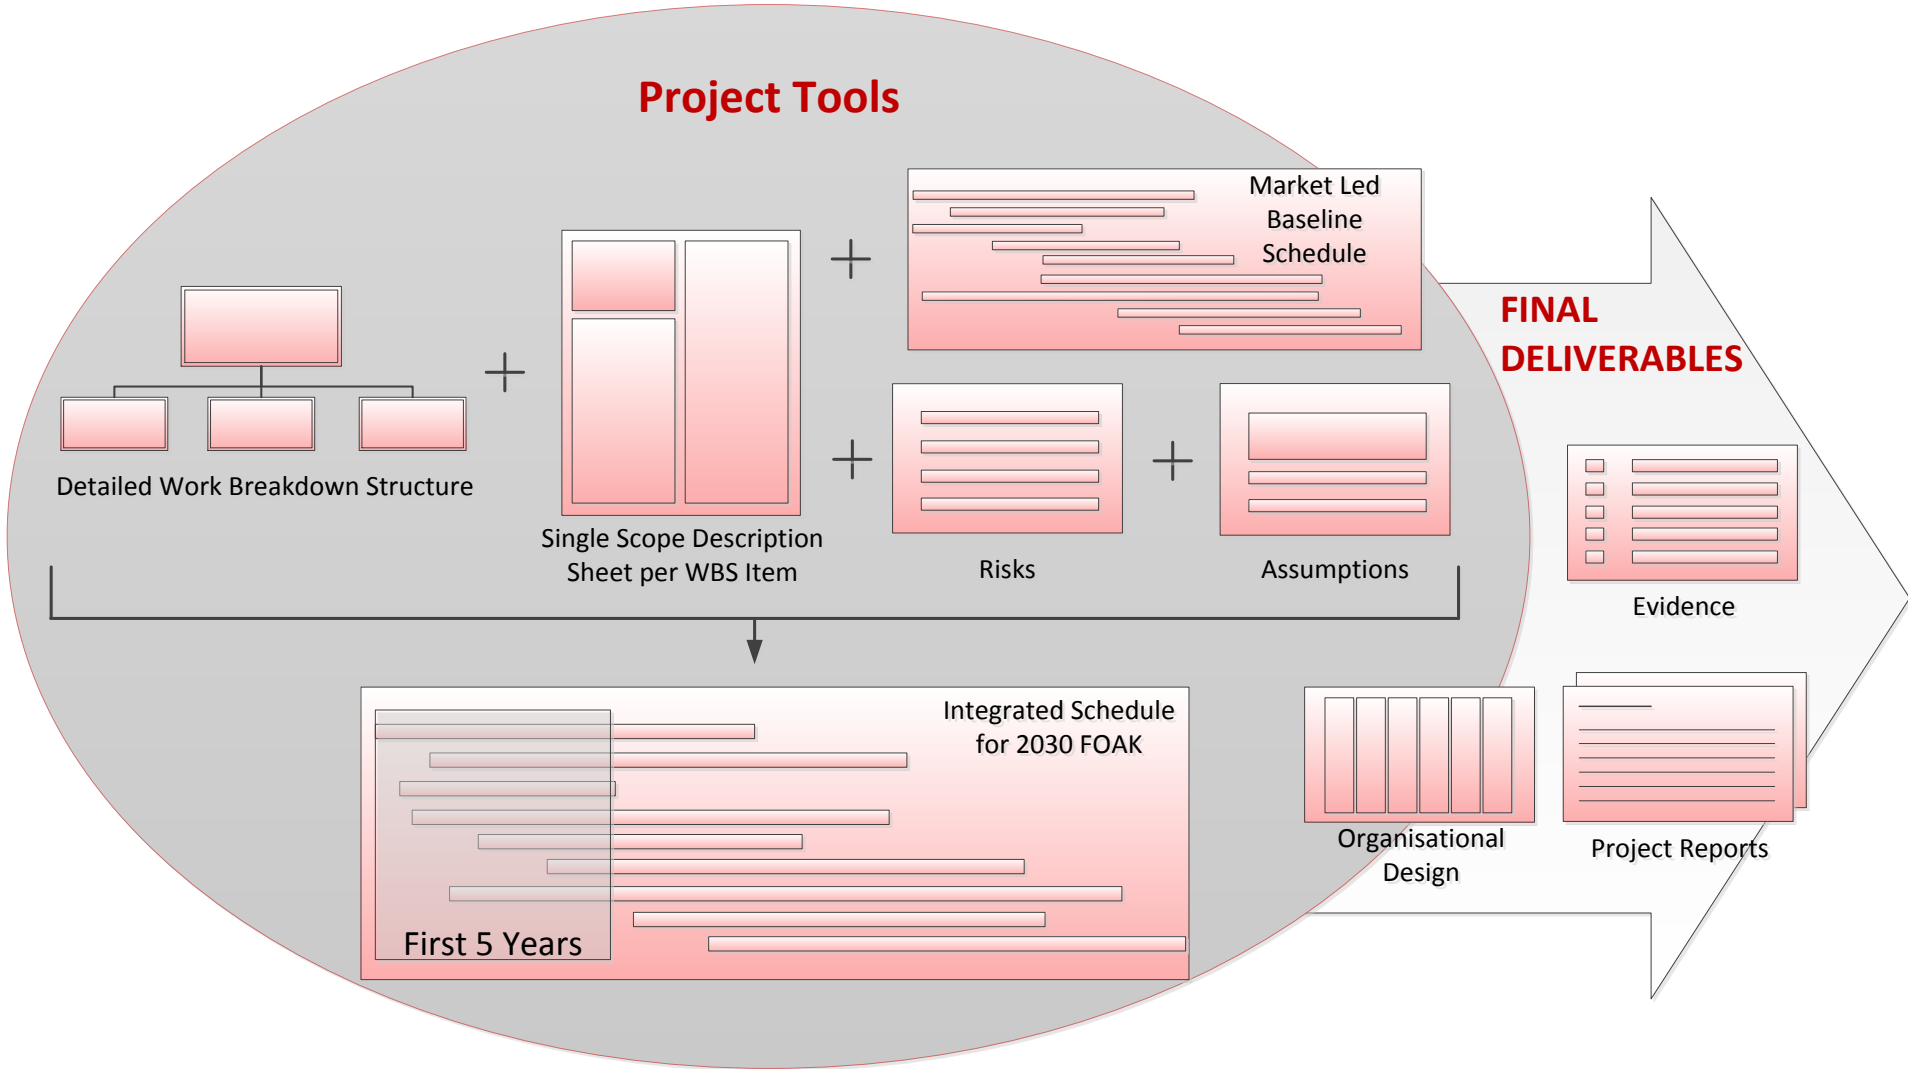 Project Tools
Market Led
Baseline
Schedule
FINAL
DELIVERABLES
Detailed Work Breakdown Structure
Single Scope Description
Sheet per WBS Item
Risks
Assumptions
Evidence
Integrated Schedule
for 2030 FOAK
First 5 Years
Organisational
Design
Project Reports